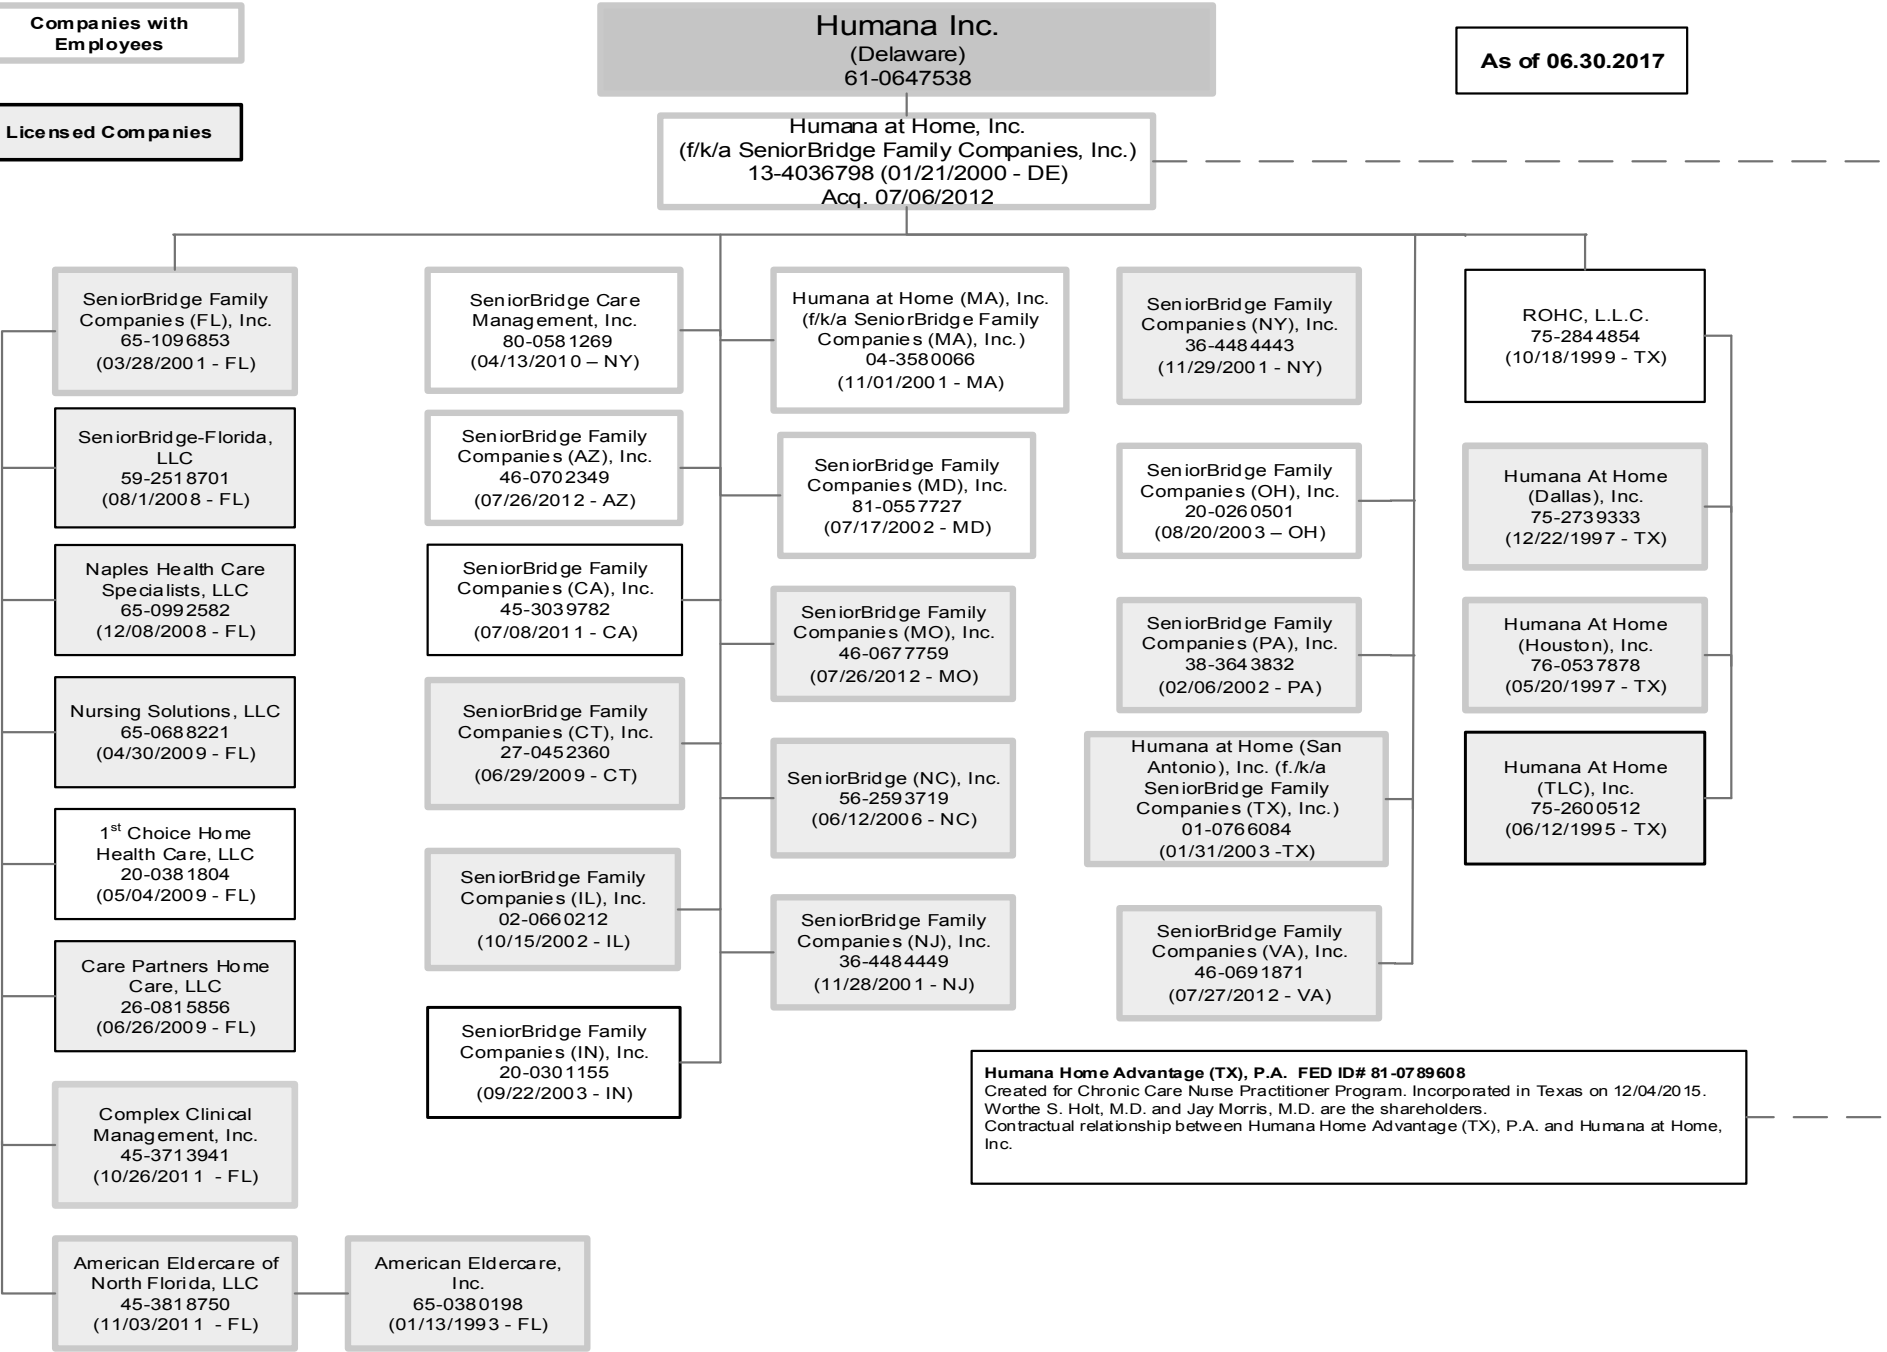 Companies with
Employees
Licensed Companies
Humana Inc.
(Delaware)
61-0647538
As of 06.30.2017
Humana at Home, Inc.
(f/k/a SeniorBridge Family Companies, Inc.)
13-4036798 (01/21/2000 - DE)
Acq. 07/06/2012
SeniorBridge Family
Companies (FL), Inc.
65-1096853
(03/28/2001 - FL)
SeniorBridge-Florida,
LLC
59-2518701
(08/1/2008 - FL)
Naples Health Care
Specialists, LLC
65-0992582
(12/08/2008 - FL)
Nursing Solutions, LLC
65-0688221
(04/30/2009 - FL)
1st Choice Home
Health Care, LLC
20-0381804
(05/04/2009 - FL)
Care Partners Home
Care, LLC
26-0815856
(06/26/2009 - FL)
Complex Clinical
Management, Inc.
45-3713941
(10/26/2011 - FL)
American Eldercare of
North Florida, LLC
45-3818750
(11/03/2011 - FL)
American Eldercare,
Inc.
65-0380198
(01/13/1993 - FL)
SeniorBridge Care
Management, Inc.
80-0581269
(04/13/2010 – NY)
SeniorBridge Family
Companies (AZ), Inc.
46-0702349
(07/26/2012 - AZ)
SeniorBridge Family
Companies (CA), Inc.
45-3039782
(07/08/2011 - CA)
SeniorBridge Family
Companies (CT), Inc.
27-0452360
(06/29/2009 - CT)
SeniorBridge Family
Companies (IL), Inc.
02-0660212
(10/15/2002 - IL)
SeniorBridge Family
Companies (IN), Inc.
20-0301155
(09/22/2003 - IN)
Humana at Home (MA), Inc.
(f/k/a SeniorBridge Family
Companies (MA), Inc.)
04-3580066
(11/01/2001 - MA)
SeniorBridge Family
Companies (MD), Inc.
81-0557727
(07/17/2002 - MD)
SeniorBridge Family
Companies (MO), Inc.
46-0677759
(07/26/2012 - MO)
SeniorBridge (NC), Inc.
56-2593719
(06/12/2006 - NC)
SeniorBridge Family
Companies (NJ), Inc.
36-4484449
(11/28/2001 - NJ)
SeniorBridge Family
Companies (NY), Inc.
36-4484443
(11/29/2001 - NY)
SeniorBridge Family
Companies (OH), Inc.
20-0260501
(08/20/2003 – OH)
SeniorBridge Family
Companies (PA), Inc.
38-3643832
(02/06/2002 - PA)
Humana at Home (San
Antonio), Inc. (f./k/a
SeniorBridge Family
Companies (TX), Inc.)
01-0766084
(01/31/2003 -TX)
SeniorBridge Family
Companies (VA), Inc.
46-0691871
(07/27/2012 - VA)
ROHC, L.L.C.
75-2844854
(10/18/1999 - TX)
Humana At Home
(Dallas), Inc.
75-2739333
(12/22/1997 - TX)
Humana At Home
(Houston), Inc.
76-0537878
(05/20/1997 - TX)
Humana At Home
(TLC), Inc.
75-2600512
(06/12/1995 - TX)
Humana Home Advantage (TX), P.A. FED ID# 81-0789608
Created for Chronic Care Nurse Practitioner Program. Incorporated in Texas on 12/04/2015.
Worthe S. Holt, M.D. and Jay Morris, M.D. are the shareholders.
Contractual relationship between Humana Home Advantage (TX), P.A. and Humana at Home,
Inc.